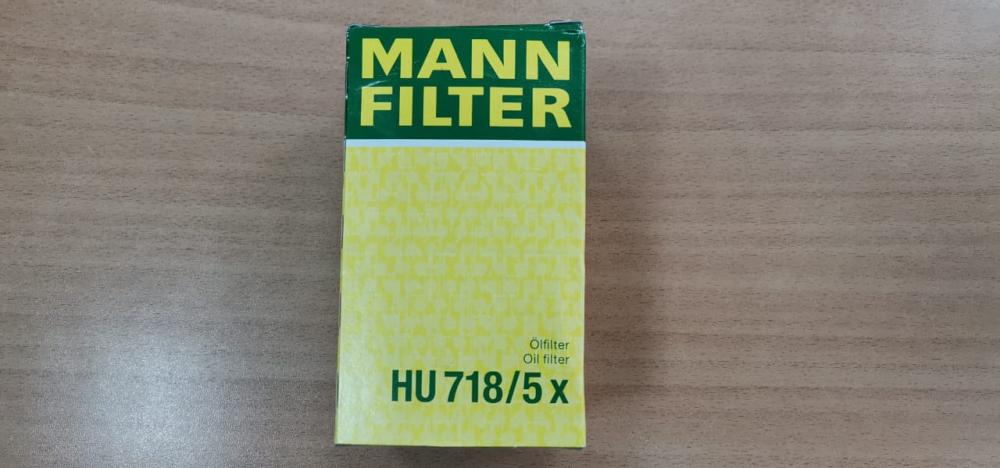 MANN
FILTER
Ölfilter
Oil filter
HU 718/5 x